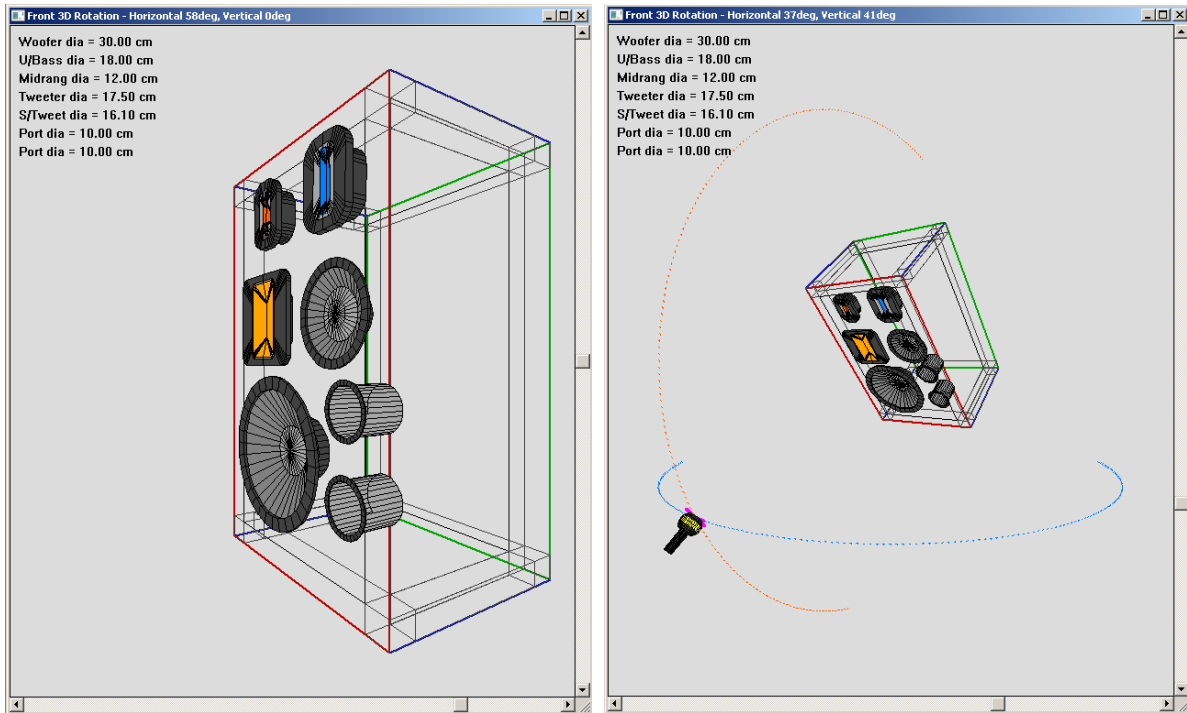 Front 3D Rotation - Horizontal 58deg, Vertical 0deg
Woofer dia = 30.00 cm
U/Bass dia = 18.00 cm
Midrang dia = 12.00 cm
Tweeter dia = 17.50 cm
S/Tweet dia = 16.10 cm
Port dia = 10.00 cm
Port dia = 10.00 cm
Front 3D Rotation - Horizontal 37deg, Vertical 41deg
Woofer dia = 30.00 cm
U/Bass dia = 18.00 cm
Midrang dia = 12.00 cm
Tweeter dia = 17.50 cm
S/Tweet dia = 16.10 cm
Port dia = 10.00 cm
Port dia = 10.00 cm